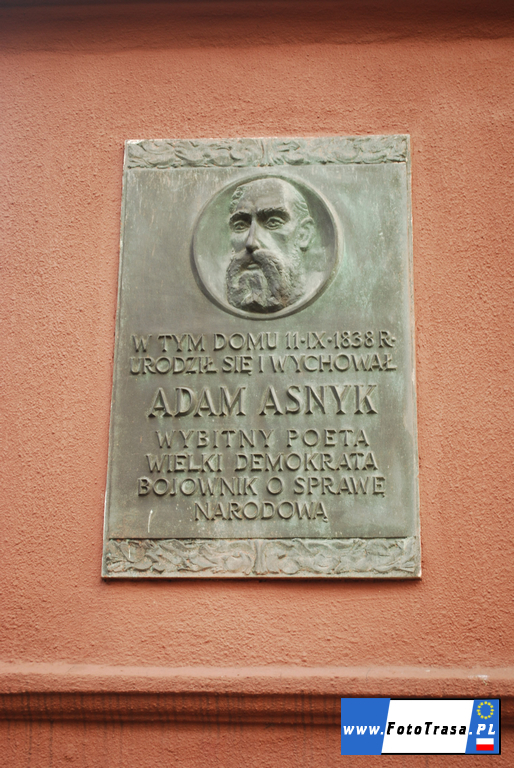 W TYM DOMU 11-IX-1838 R-
URODZIŁ SIĘ I WYCHOWAŁ
ADAM ASNYK
WYBITNY POETA
WIELKI DEMOKRATA
BOJOWNIK O SPRAWĘ
NARODOWĄ
www.FotoTrasa.PL